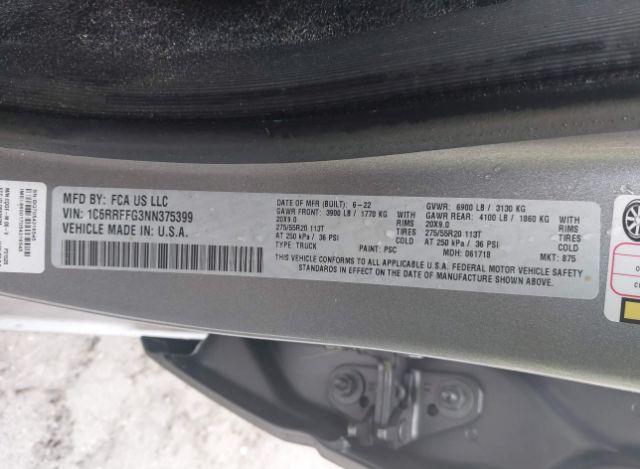 MFD BY: FCA US LLC
VIN: 1C6RRFFG3NN375399
VEHICLE MADE IN: U.S.A.
DATE OF MFR (BUILT): 6-22
GAWR FRONT: 3900 LB / 1770 KG WITH
20X9.0 RIMS
275/55R20 113T TIRES
AT 250 kPa / 36 PSI COLD
TYPE: TRUCK PAINT: PSC
GVWR: 6900 LB / 3130 KG
GAWR REAR: 4100 LB / 1860 KG WITH
20X9.0 RIMS
275/55R20 113T TIRES
AT 250 kPa / 36 PSI COLD
MDH: 061718 MKT: 875
THIS VEHICLE CONFORMS TO ALL APPLICABLE U.S.A. FEDERAL MOTOR VEHICLE SAFETY
STANDARDS IN EFFECT ON THE DATE OF MANUFACTURE SHOWN ABOVE.